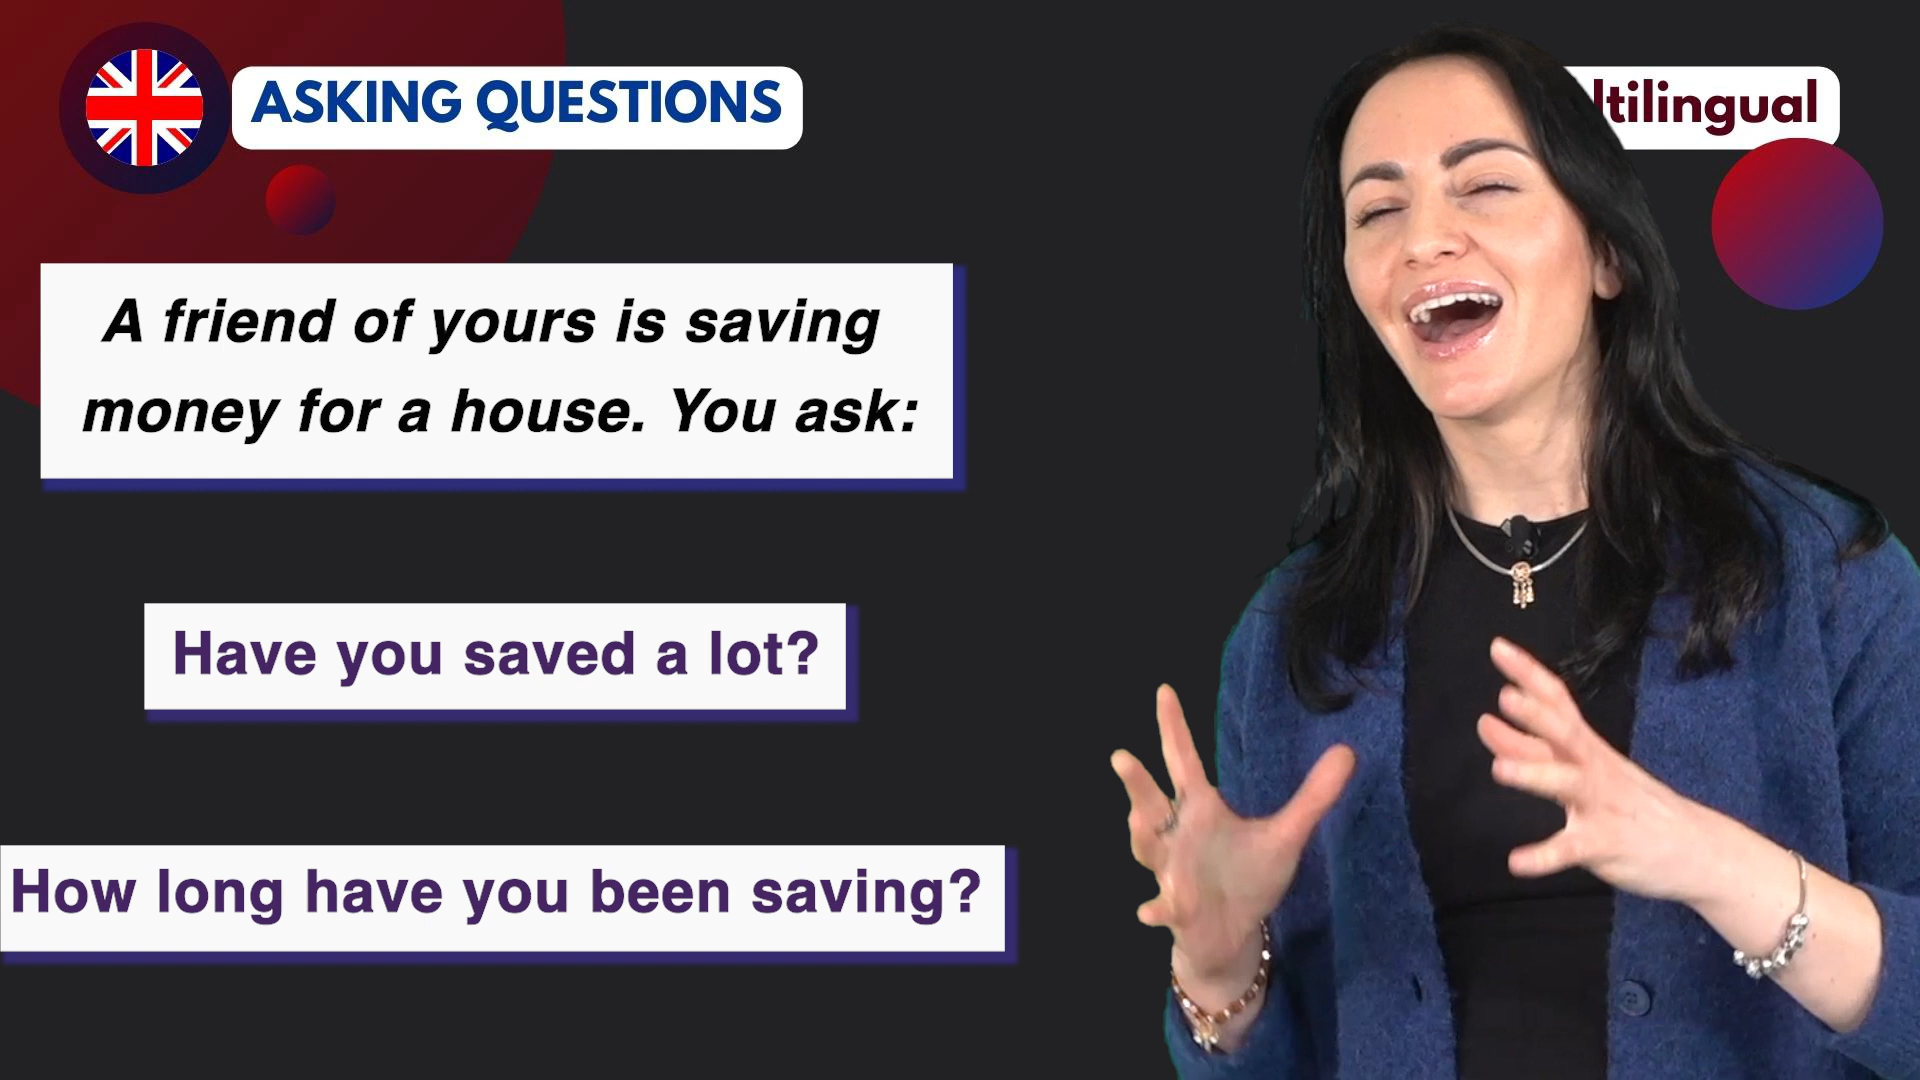 ASKING QUESTIONS
ltilingual
A friend of yours is saving
money for a house. You ask:
Have you saved a lot?
How long have you been saving?